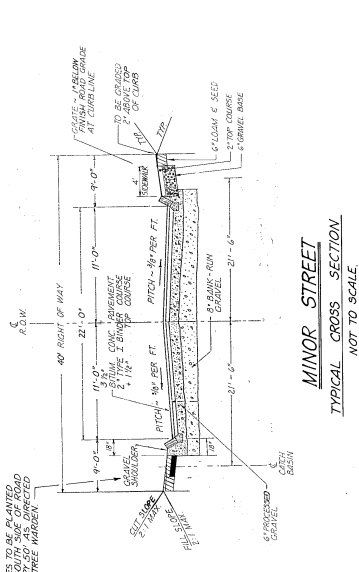 ES TO BE PLANTED
OUTH SIDE OF ROAD
Y 50' AS DIRECTED
TREE WARDEN.
℄
R.O.W.
40' RIGHT OF WAY
22'-0"
9'-0"
11'-0"
11'-0"
9'-0"
GRATE ~ 1" BELOW
FINISH ROAD GRADE
AT CURB LINE
TO BE GRADED
2" ABOVE TOP
OF CURB
GRAVEL
SHOULDER
18"
3 1/2"
BITUM. CONC. PAVEMENT
2" TYPE I BINDER COURSE
+ 1 1/2" TOP COURSE
PITCH ~ 3/8" PER FT.
PITCH ~ 3/8" PER FT.
4'
SIDEWALK
TYP
TYP
CUT SLOPE
2:1 MAX.
FILL SLOPE
2:1 MAX.
6" LOAM & SEED
2" TOP COURSE
6" GRAVEL BASE
18"
8" BANK-RUN
GRAVEL
21'-6"
21'-6"
6" PROCESSED
GRAVEL
℄
CATCH
BASIN
MINOR STREET
TYPICAL CROSS SECTION
NOT TO SCALE